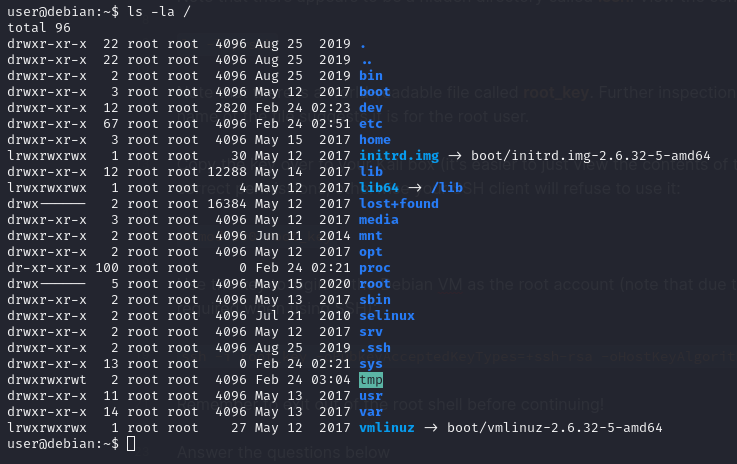 user@debian:~$ ls -la /
total 96
drwxr-xr-x  22 root root  4096 Aug 25  2019 .
drwxr-xr-x  22 root root  4096 Aug 25  2019 ..
drwxr-xr-x   2 root root  4096 Aug 25  2019 bin
drwxr-xr-x   3 root root  4096 May 12  2017 boot
drwxr-xr-x  12 root root  2820 Feb 24 02:23 dev
drwxr-xr-x  67 root root  4096 Feb 24 02:51 etc
drwxr-xr-x   3 root root  4096 May 15  2017 home
lrwxrwxrwx   1 root root    30 May 12  2017 initrd.img → boot/initrd.img-2.6.32-5-amd64
drwxr-xr-x  12 root root 12288 May 14  2017 lib
lrwxrwxrwx   1 root root     4 May 12  2017 lib64 → /lib
drwx------   2 root root 16384 May 12  2017 lost+found
drwxr-xr-x   3 root root  4096 May 12  2017 media
drwxr-xr-x   2 root root  4096 Jun 11  2014 mnt
drwxr-xr-x   2 root root  4096 May 12  2017 opt
dr-xr-xr-x 100 root root     0 Feb 24 02:21 proc
drwx------   5 root root  4096 May 15  2020 root
drwxr-xr-x   2 root root  4096 May 13  2017 sbin
drwxr-xr-x   2 root root  4096 Jul 21  2010 selinux
drwxr-xr-x   2 root root  4096 May 12  2017 srv
drwxr-xr-x   2 root root  4096 Aug 25  2019 .ssh
drwxr-xr-x  13 root root     0 Feb 24 02:21 sys
drwxrwxrwt   2 root root  4096 Feb 24 03:04 tmp
drwxr-xr-x  11 root root  4096 May 13  2017 usr
drwxr-xr-x  14 root root  4096 May 13  2017 var
lrwxrwxrwx   1 root root    27 May 12  2017 vmlinuz → boot/vmlinuz-2.6.32-5-amd64
user@debian:~$
Answer the questions below